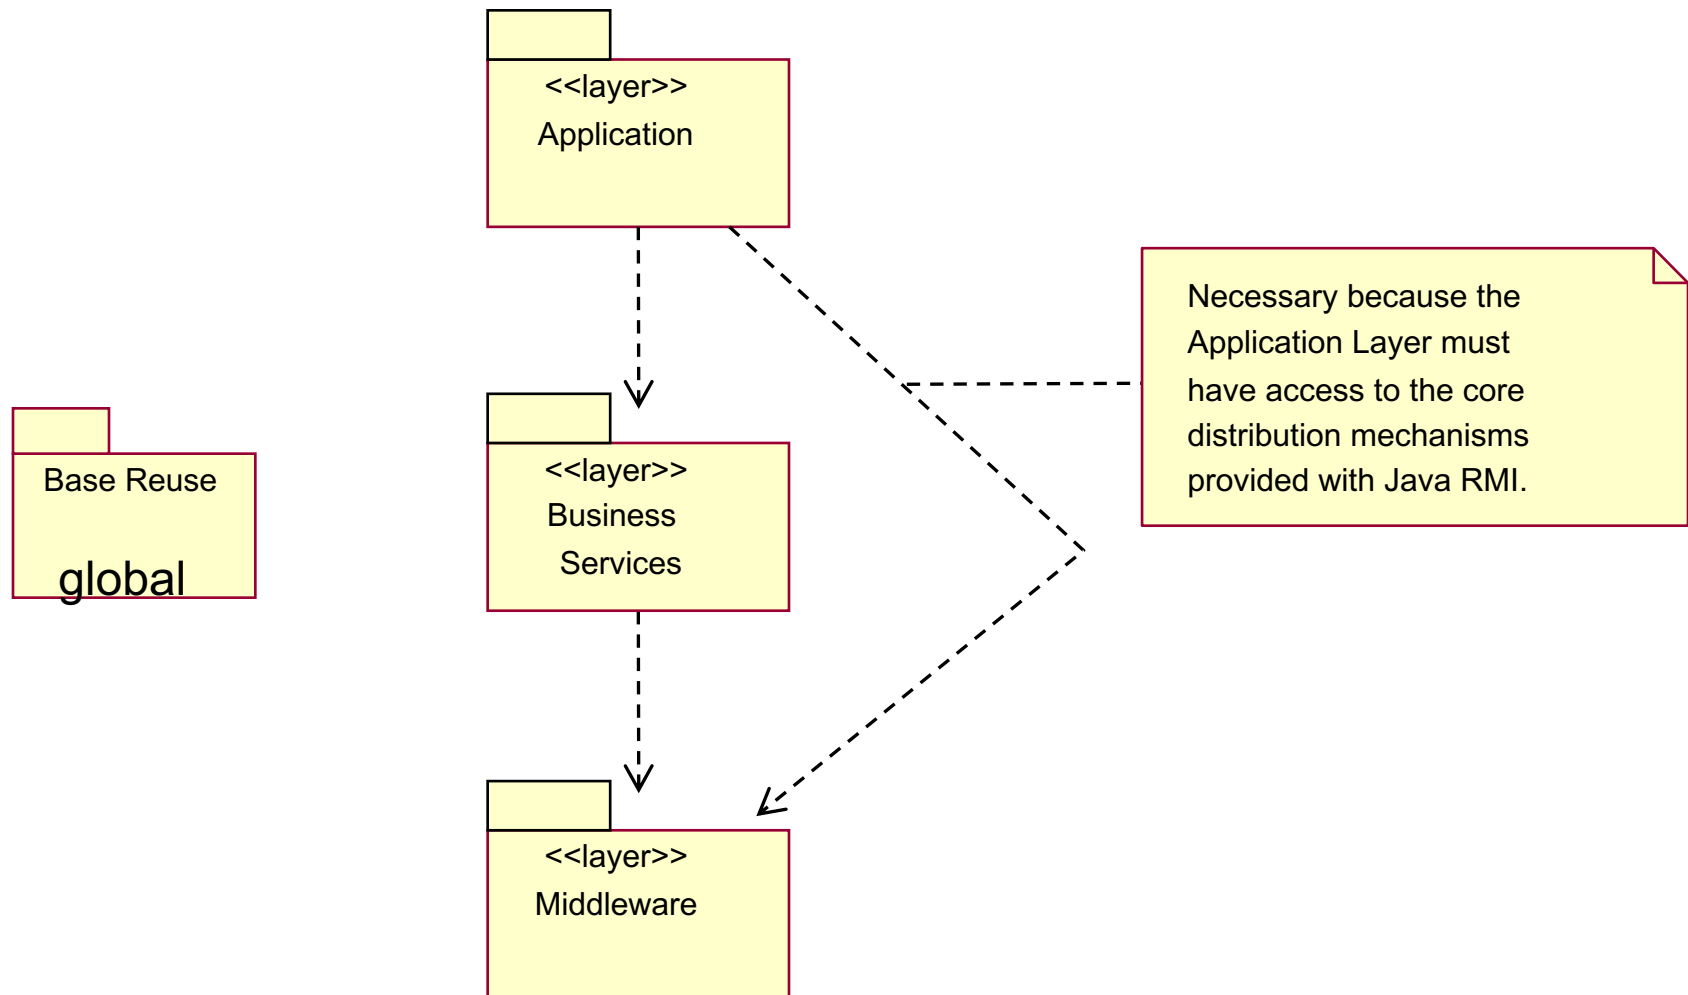 <<layer>>
Application
Necessary because the
Application Layer must
have access to the core
distribution mechanisms
provided with Java RMI.
Base Reuse
global
<<layer>>
Business
Services
<<layer>>
Middleware